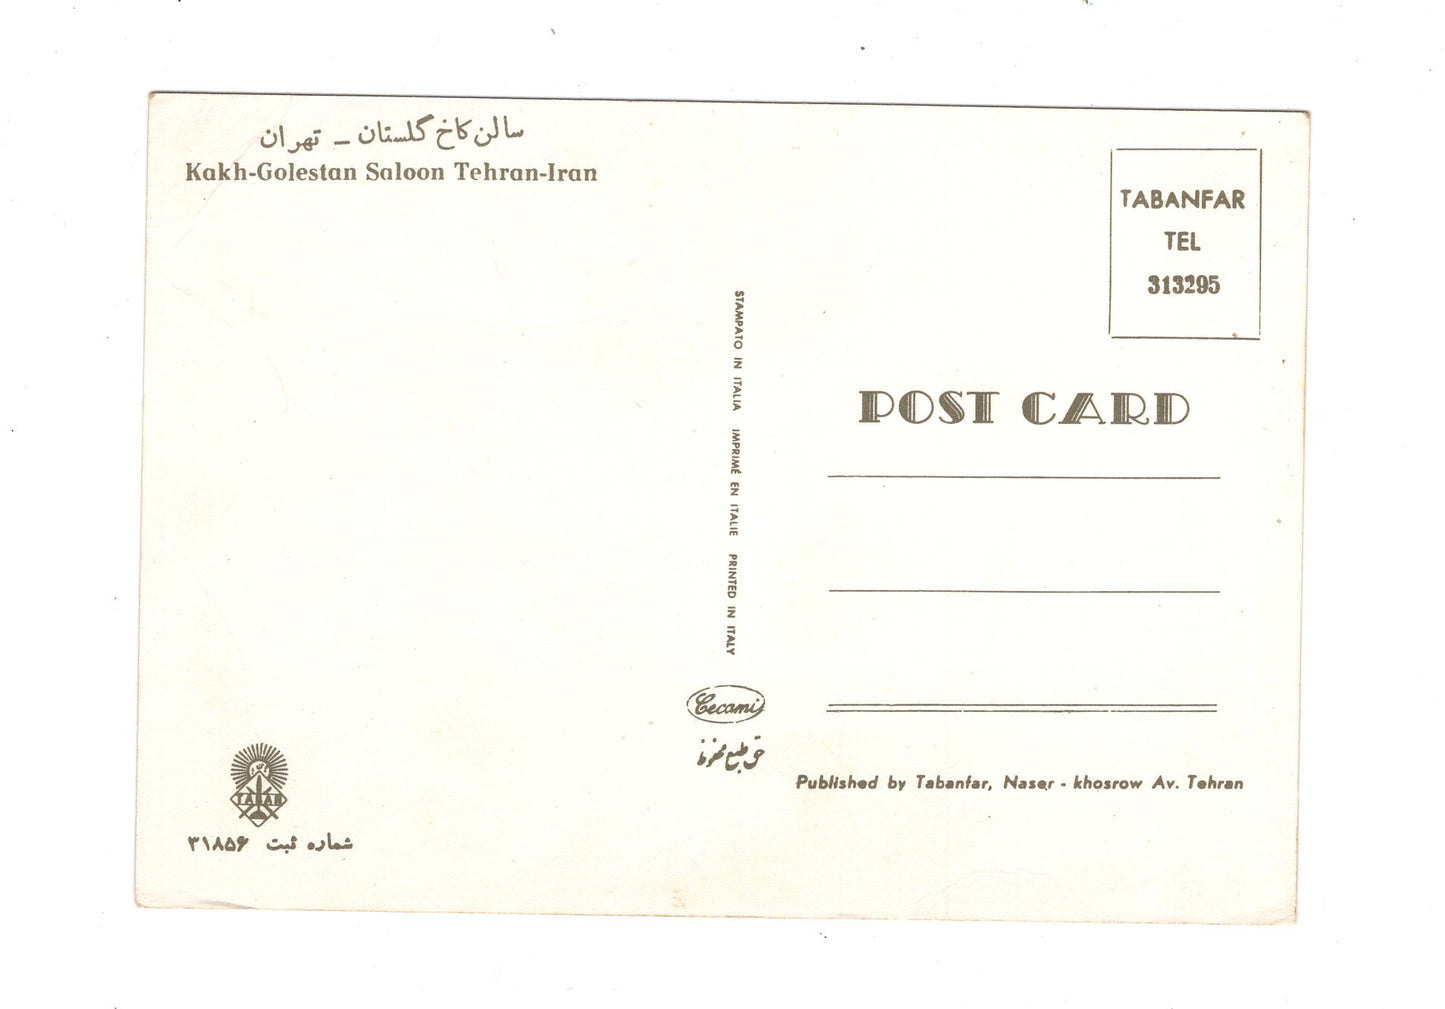 سالن کاخ گلستان _ تهران
Kakh-Golestan Saloon Tehran-Iran
TABANFAR
TEL
313295
STAMPATO IN ITALIA IMPRIMÉ EN ITALIE PRINTED IN ITALY
POST CARD
Cecami
حق طبع محفوظ
Published by Tabanfar, Naser - khosrow Av. Tehran
TABAN
شماره ثبت ۳۱۸۵۶